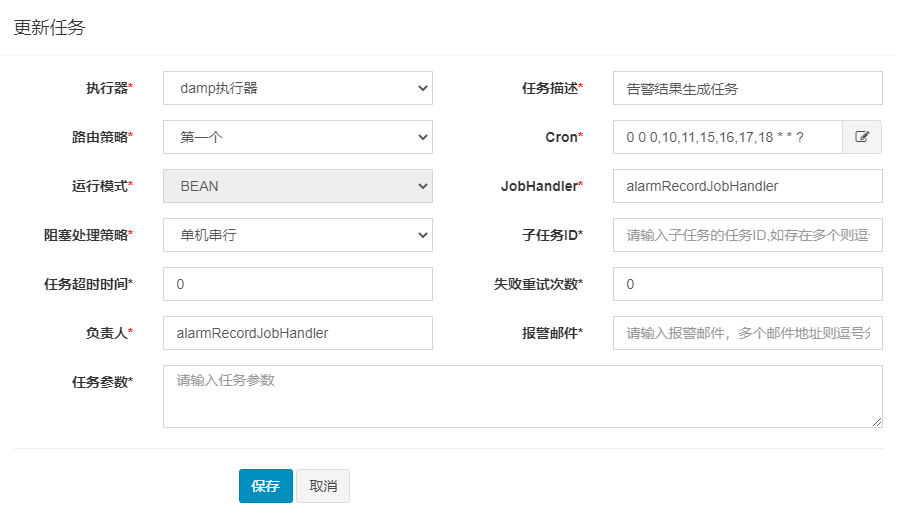 更新任务
执行器* damp执行器 任务描述* 告警结果生成任务
路由策略* 第一个 Cron* 0 0 0,10,11,15,16,17,18 * * ?
运行模式* BEAN JobHandler* alarmRecordJobHandler
阻塞处理策略* 单机串行 子任务ID* 请输入子任务的任务ID,如存在多个则逗
任务超时时间* 0 失败重试次数* 0
负责人* alarmRecordJobHandler 报警邮件* 请输入报警邮件，多个邮件地址则逗号分
任务参数* 请输入任务参数
保存 取消